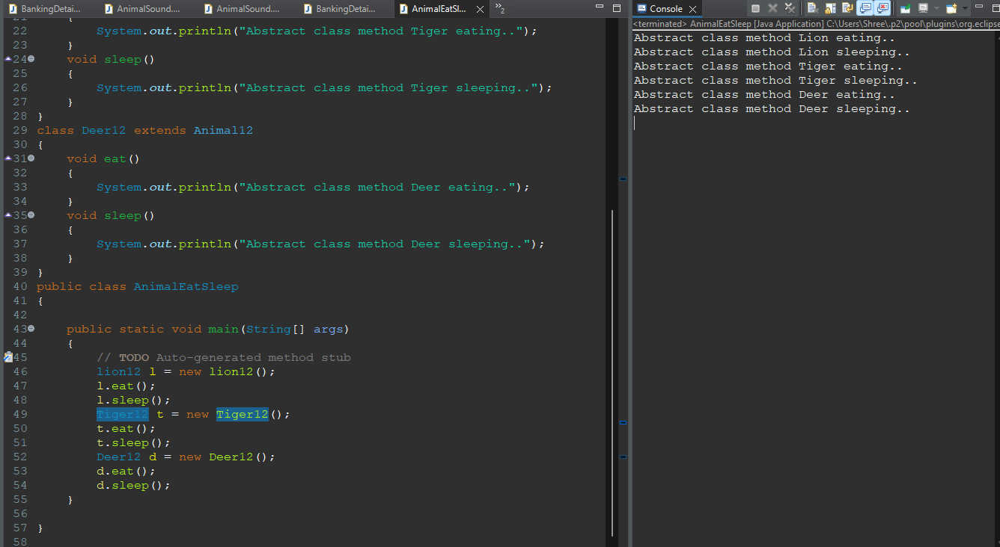 BankingDetai...
AnimalSound....
AnimalSound....
BankingDetai...
AnimalEatSl...
»2
22 System.out.println("Abstract class method Tiger eating..");
23 }
24 void sleep()
25 {
26 System.out.println("Abstract class method Tiger sleeping..");
27 }
28 }
29 class Deer12 extends Animal12
30 {
31 void eat()
32 {
33 System.out.println("Abstract class method Deer eating..");
34 }
35 void sleep()
36 {
37 System.out.println("Abstract class method Deer sleeping..");
38 }
39 }
40 public class AnimalEatSleep
41 {
42
43 public static void main(String[] args)
44 {
45 // TODO Auto-generated method stub
46 lion12 l = new lion12();
47 l.eat();
48 l.sleep();
49 Tiger12 t = new Tiger12();
50 t.eat();
51 t.sleep();
52 Deer12 d = new Deer12();
53 d.eat();
54 d.sleep();
55 }
56
57 }
58
Console
<terminated> AnimalEatSleep [Java Application] C:\Users\Shree\.p2\pool\plugins\org.eclipse
Abstract class method Lion eating..
Abstract class method Lion sleeping..
Abstract class method Tiger eating..
Abstract class method Tiger sleeping..
Abstract class method Deer eating..
Abstract class method Deer sleeping..